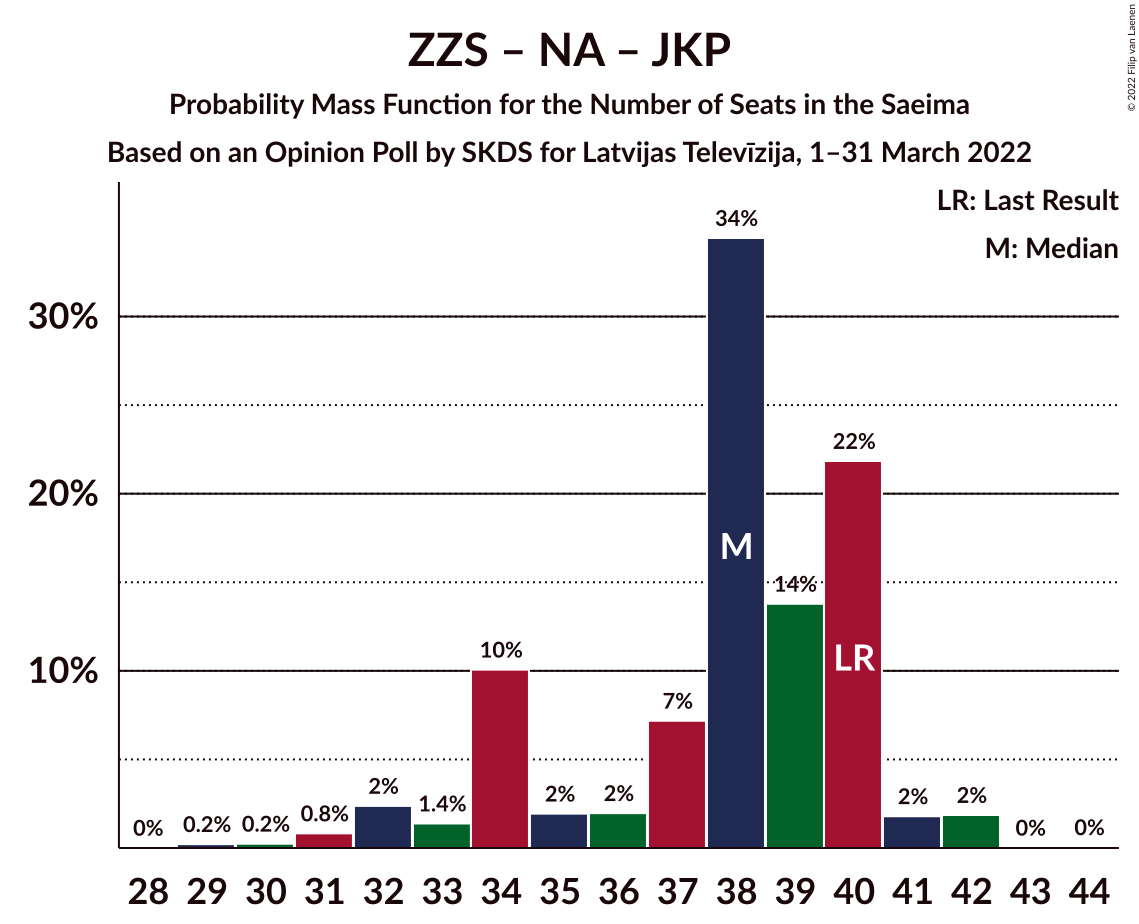 ZZS – NA – JKP
Probability Mass Function for the Number of Seats in the Saeima
Based on an Opinion Poll by SKDS for Latvijas Televīzija, 1–31 March 2022
© 2022 Filip van Laenen
LR: Last Result
M: Median
30%
20%
10%
0%
0.2%
0.2%
0.8%
2%
1.4%
10%
2%
2%
7%
34%
14%
22%
2%
2%
0%
0%
M
LR
28 29 30 31 32 33 34 35 36 37 38 39 40 41 42 43 44